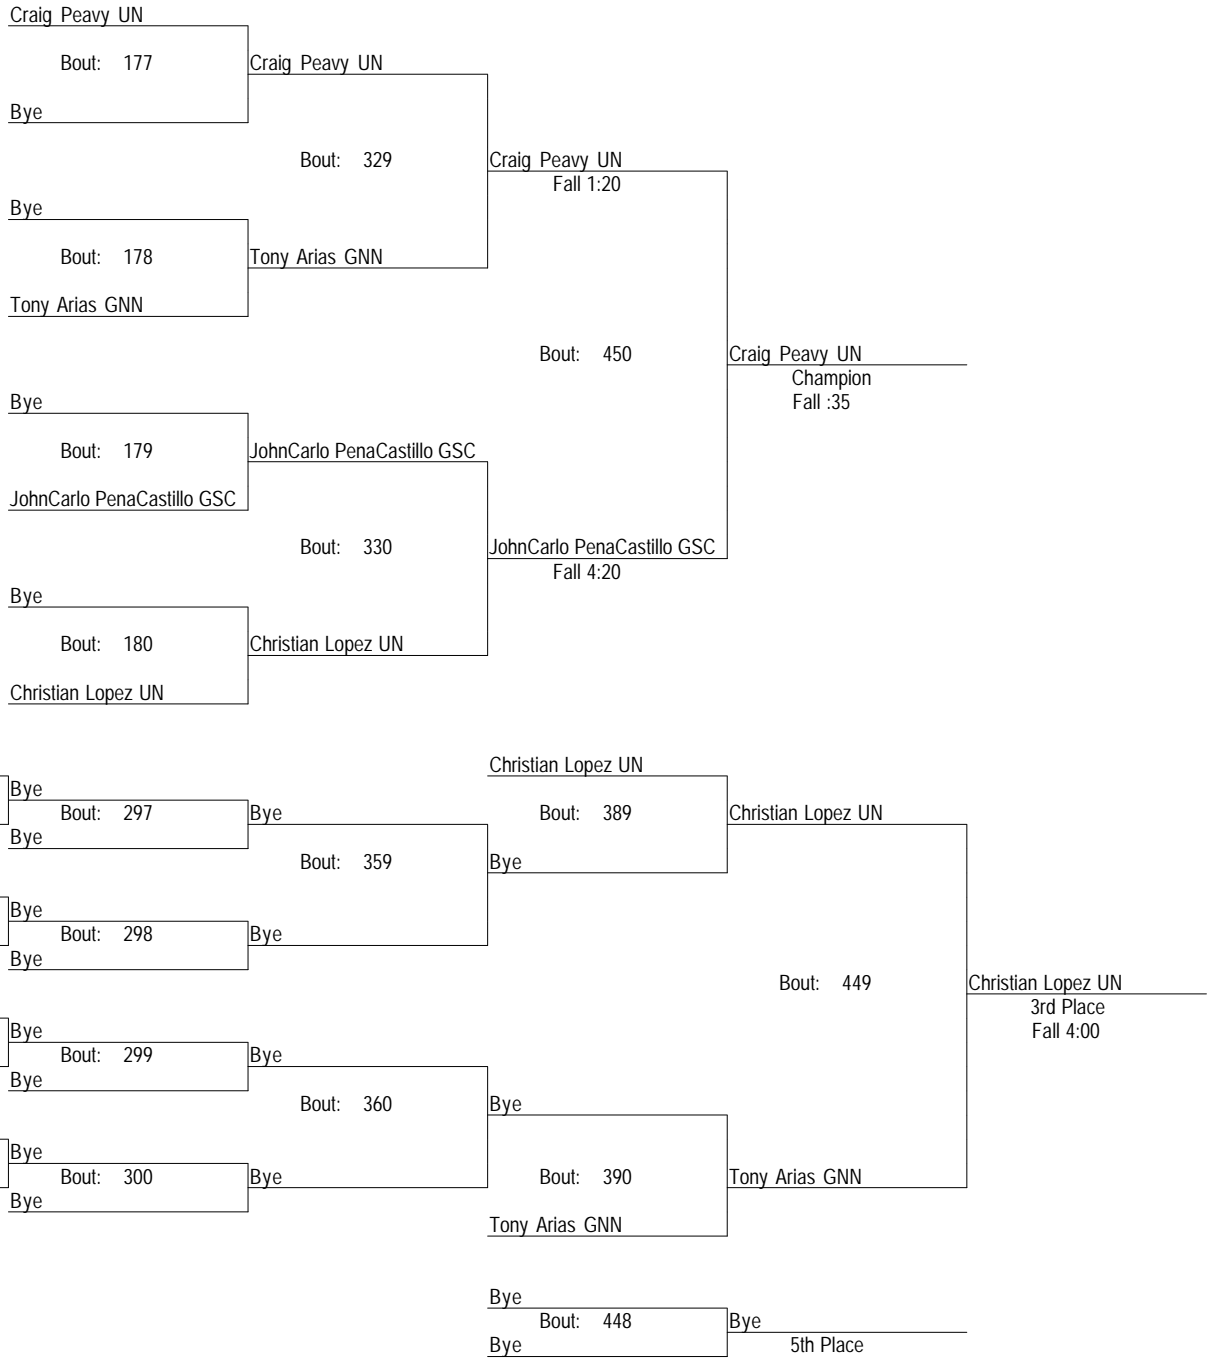 Craig Peavy UN
Bout: 177 Craig Peavy UN
Bye
Bout: 329 Craig Peavy UN
Fall 1:20
Bye
Bout: 178 Tony Arias GNN
Tony Arias GNN
Bout: 450 Craig Peavy UN
Champion
Fall :35
Bye
Bout: 179 JohnCarlo PenaCastillo GSC
JohnCarlo PenaCastillo GSC
Bout: 330 JohnCarlo PenaCastillo GSC
Fall 4:20
Bye
Bout: 180 Christian Lopez UN
Christian Lopez UN
Christian Lopez UN
Bye
Bout: 297 Bye Bout: 389 Christian Lopez UN
Bye
Bout: 359 Bye
Bye
Bout: 298 Bye
Bye
Bout: 449 Christian Lopez UN
3rd Place
Fall 4:00
Bye
Bout: 299 Bye
Bye
Bout: 360 Bye
Bye
Bout: 300 Bye Bout: 390 Tony Arias GNN
Bye
Tony Arias GNN
Bye
Bout: 448 Bye
Bye 5th Place